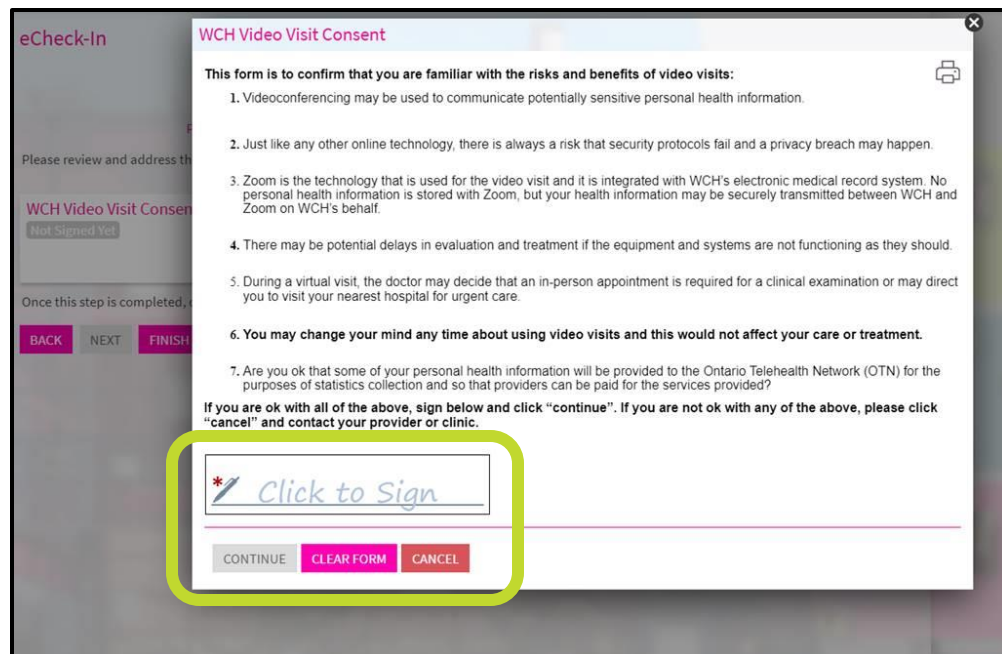 eCheck-In
WCH Video Visit Consent
This form is to confirm that you are familiar with the risks and benefits of video visits:
1. Videoconferencing may be used to communicate potentially sensitive personal health information.
2. Just like any other online technology, there is always a risk that security protocols fail and a privacy breach may happen.
Please review and address th
3. Zoom is the technology that is used for the video visit and it is integrated with WCH's electronic medical record system. No
personal health information is stored with Zoom, but your health information may be securely transmitted between WCH and
Zoom on WCH's behalf.
WCH Video Visit Consen
Not Signed Yet
4. There may be potential delays in evaluation and treatment if the equipment and systems are not functioning as they should.
5. During a virtual visit, the doctor may decide that an in-person appointment is required for a clinical examination or may direct
you to visit your nearest hospital for urgent care.
Once this step is completed,
BACK NEXT FINISH
6. You may change your mind any time about using video visits and this would not affect your care or treatment.
7. Are you ok that some of your personal health information will be provided to the Ontario Telehealth Network (OTN) for the
purposes of statistics collection and so that providers can be paid for the services provided?
If you are ok with all of the above, sign below and click “continue”. If you are not ok with any of the above, please click
“cancel” and contact your provider or clinic.
* Click to Sign
CONTINUE CLEAR FORM CANCEL